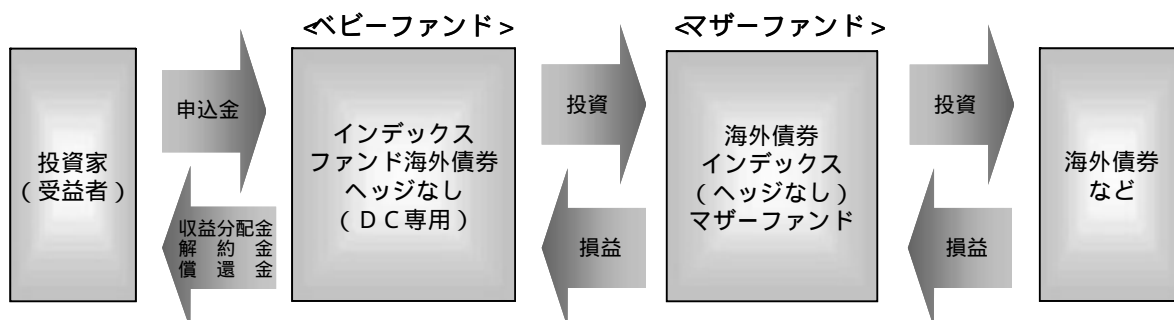 <ベビーファンド>
<マザーファンド>
投資家
(受益者)
申込金
収益分配金
解約金
償還金
インデックス
ファンド海外債券
ヘッジなし
(DC専用)
投資
損益
海外債券
インデックス
(ヘッジなし)
マザーファンド
投資
損益
海外債券
など